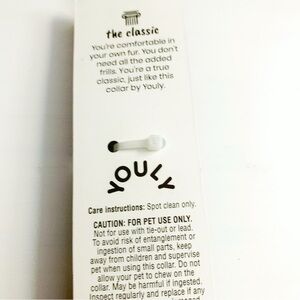 the classic
You're comfortable in
your own fur. You don't
need all the added
frills. You're a true
classic, just like this
collar by Youly.
YOULY
Care instructions: Spot clean only.
CAUTION: FOR PET USE ONLY.
Not for use with tie-out or lead.
To avoid risk of entanglement or
ingestion of small parts, keep
away from children and supervise
pet when using this collar. Do not
allow your pet to chew on the
collar. May be harmful if ingested.
Inspect regularly and replace if any